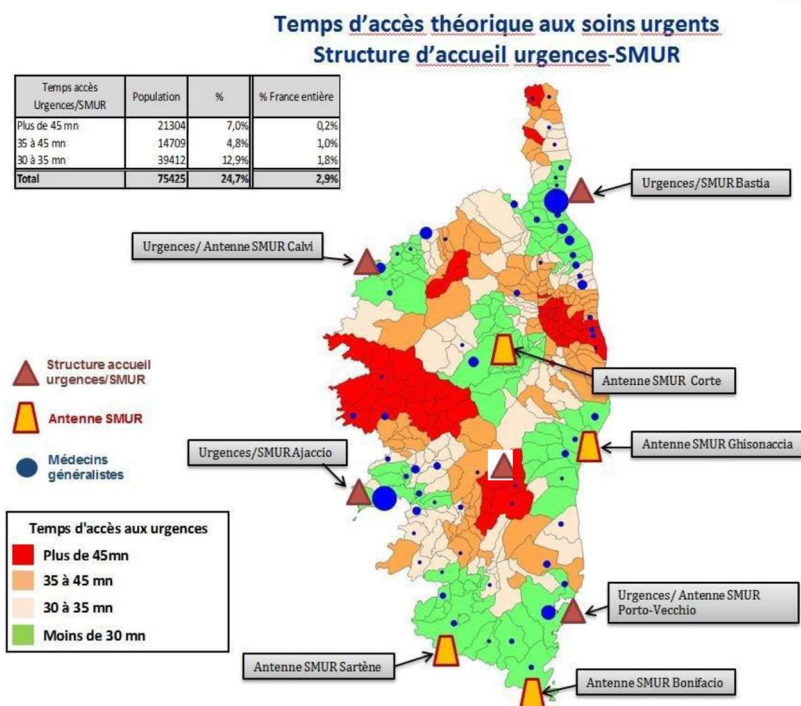 Temps d'accès théorique aux soins urgents
Structure d'accueil urgences-SMUR
Temps accès Urgences/SMUR Population % % France entière
Plus de 45 mn 21304 7,0% 0,2%
35 à 45 mn 14709 4,8% 1,0%
30 à 35 mn 39412 12,9% 1,8%
Total 75425 24,7% 2,9%
Urgences/SMUR Bastia
Urgences/ Antenne SMUR Calvi
Structure accueil
urgences/SMUR
Antenne SMUR
Médecins
généralistes
Antenne SMUR Corte
Antenne SMUR Ghisonaccia
Urgences/SMUR Ajaccio
Temps d'accès aux urgences
Plus de 45mn
35 à 45 mn
30 à 35 mn
Moins de 30 mn
Urgences/ Antenne SMUR
Porto-Vecchio
Antenne SMUR Sartène
Antenne SMUR Bonifacio